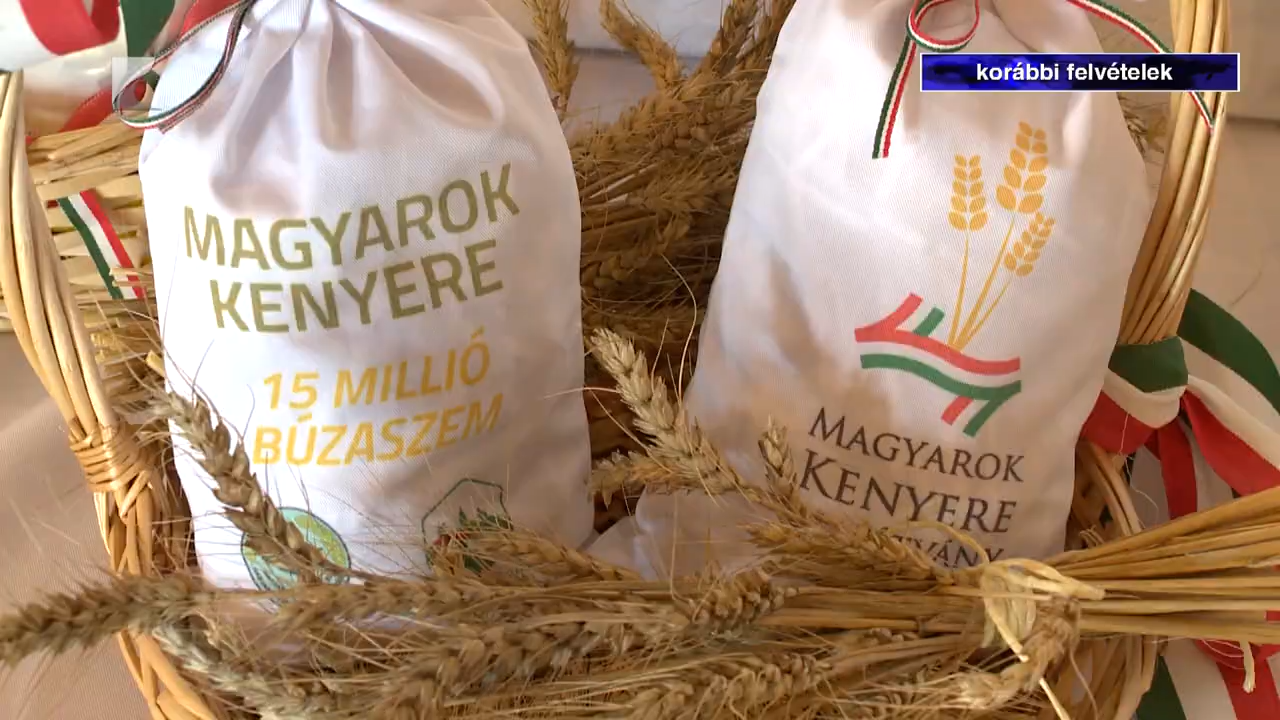 korábbi felvételek
MAGYAROK
KENYERE
15 MILLIÓ
BÚZASZEM
MAGYAROK
KENYERE